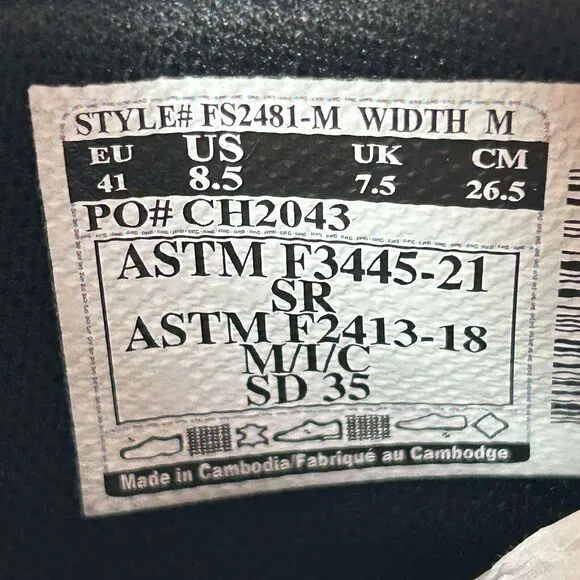 STYLE# FS2481-M WIDTH M
EU US UK CM
41 8.5 7.5 26.5
PO# CH2043
ASTM F3445-21
SR
ASTM F2413-18
M/I/C
SD 35
Made in Cambodia/Fabriqué au Cambodge